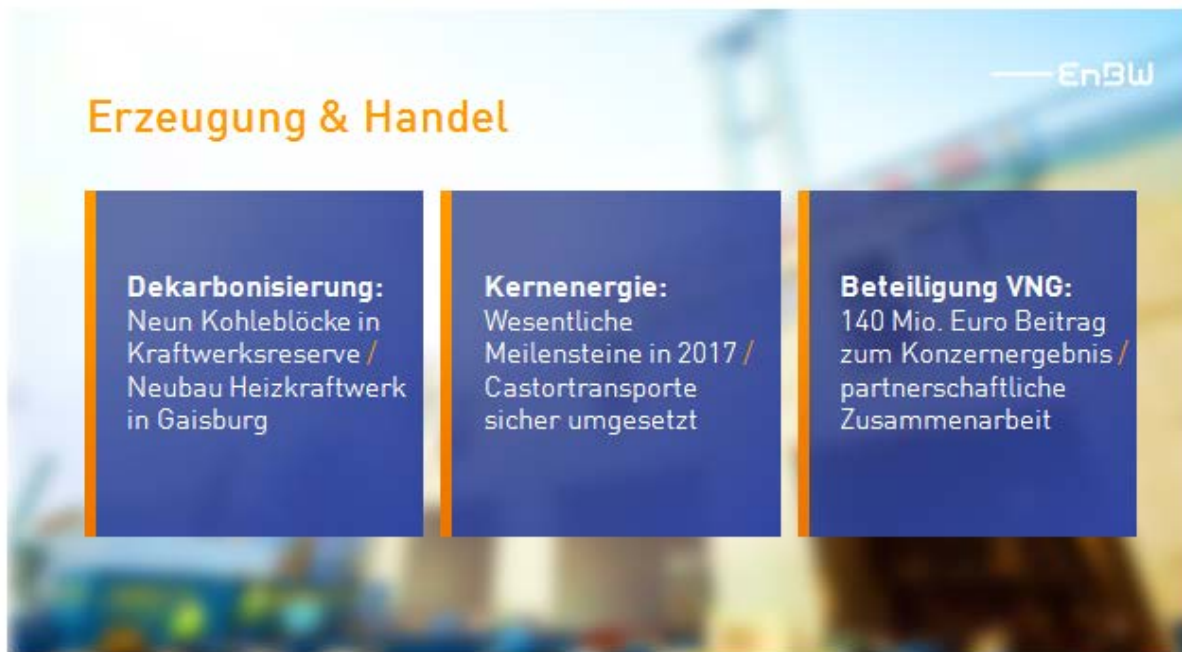 EnBW
Erzeugung & Handel
Dekarbonisierung:
Neun Kohleblöcke in
Kraftwerksreserve /
Neubau Heizkraftwerk
in Gaisburg
Kernenergie:
Wesentliche
Meilensteine in 2017 /
Castortransporte
sicher umgesetzt
Beteiligung VNG:
140 Mio. Euro Beitrag
zum Konzernergebnis /
partnerschaftliche
Zusammenarbeit